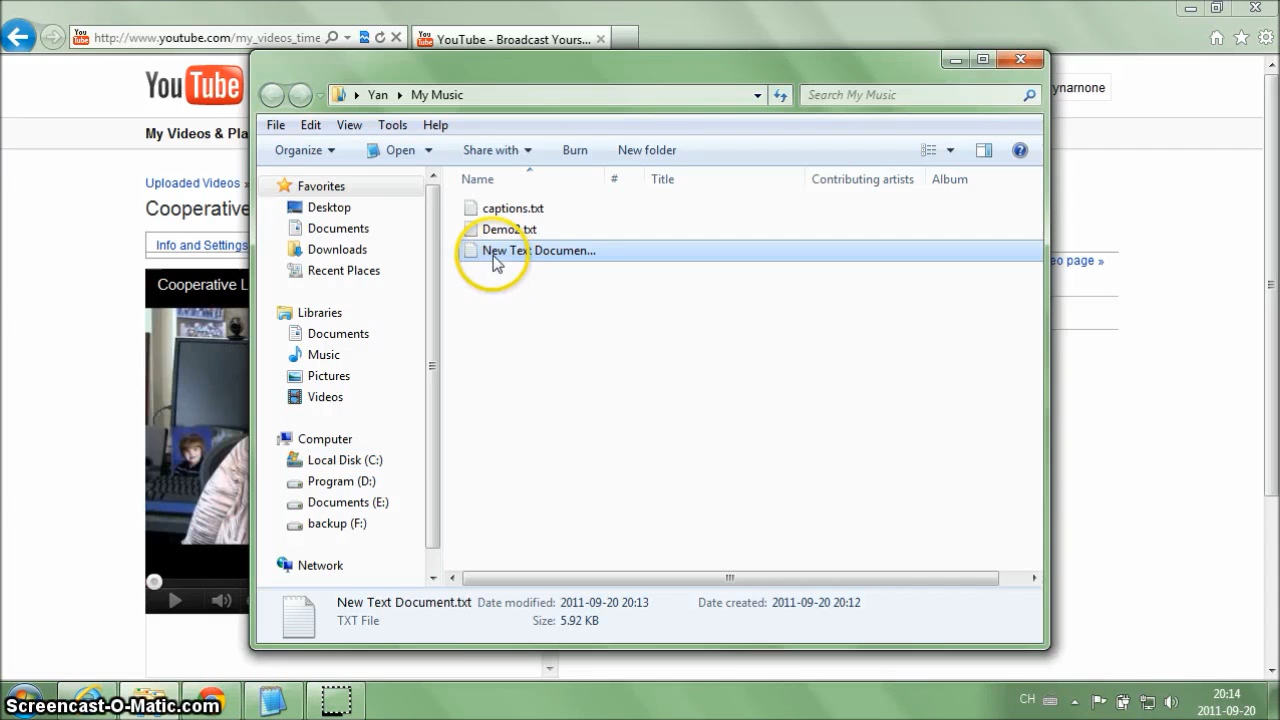 http://www.youtube.com/my_videos_time
YouTube - Broadcast Yours...
You Tube
ynarnone
My Videos & Pla
Uploaded Videos »
Cooperative
Info and Settings
eo page »
Cooperative L
Yan
My Music
Search My Music
File Edit View Tools Help
Organize Open Share with Burn New folder
Name # Title Contributing artists Album
Favorites
Desktop
Documents
Downloads
Recent Places
Libraries
Documents
Music
Pictures
Videos
Computer
Local Disk (C:)
Program (D:)
Documents (E:)
backup (F:)
Network
captions.txt
Demo2.txt
New Text Documen...
New Text Document.txt Date modified: 2011-09-20 20:13 Date created: 2011-09-20 20:12
TXT File Size: 5.92 KB
Screencast-O-Matic.com
CH
20:14
2011-09-20